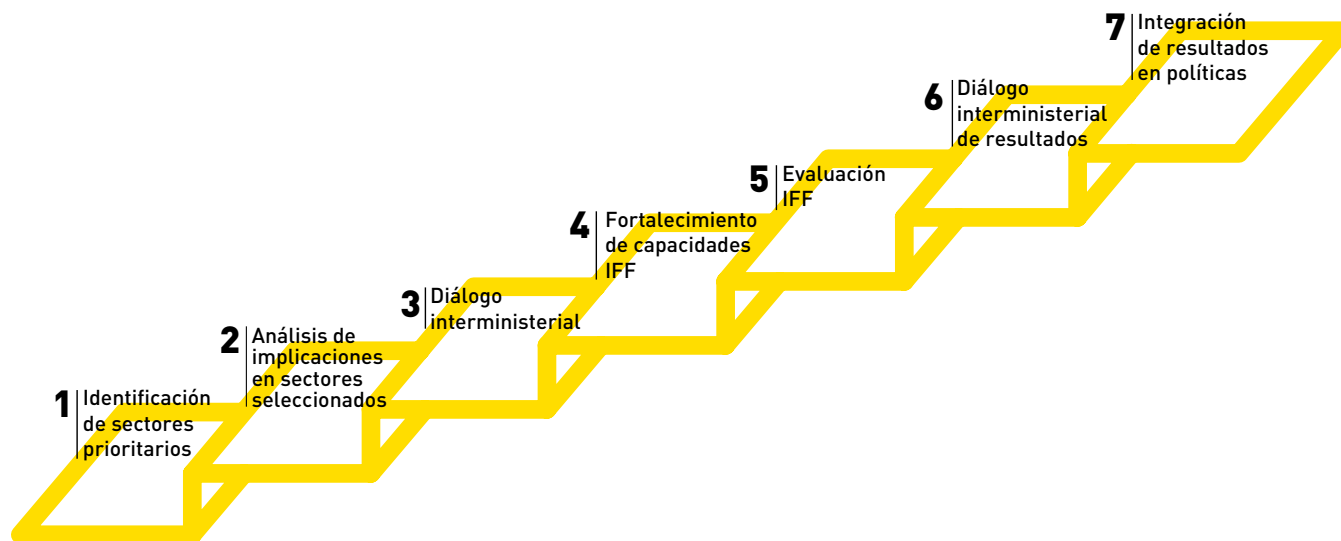 1
Identificación
de sectores
prioritarios
2
Análisis de
implicaciones
en sectores
seleccionados
3
Diálogo
interministerial
4
Fortalecimiento
de capacidades
IFF
5
Evaluación
IFF
6
Diálogo
interministerial
de resultados
7
Integración
de resultados
en políticas